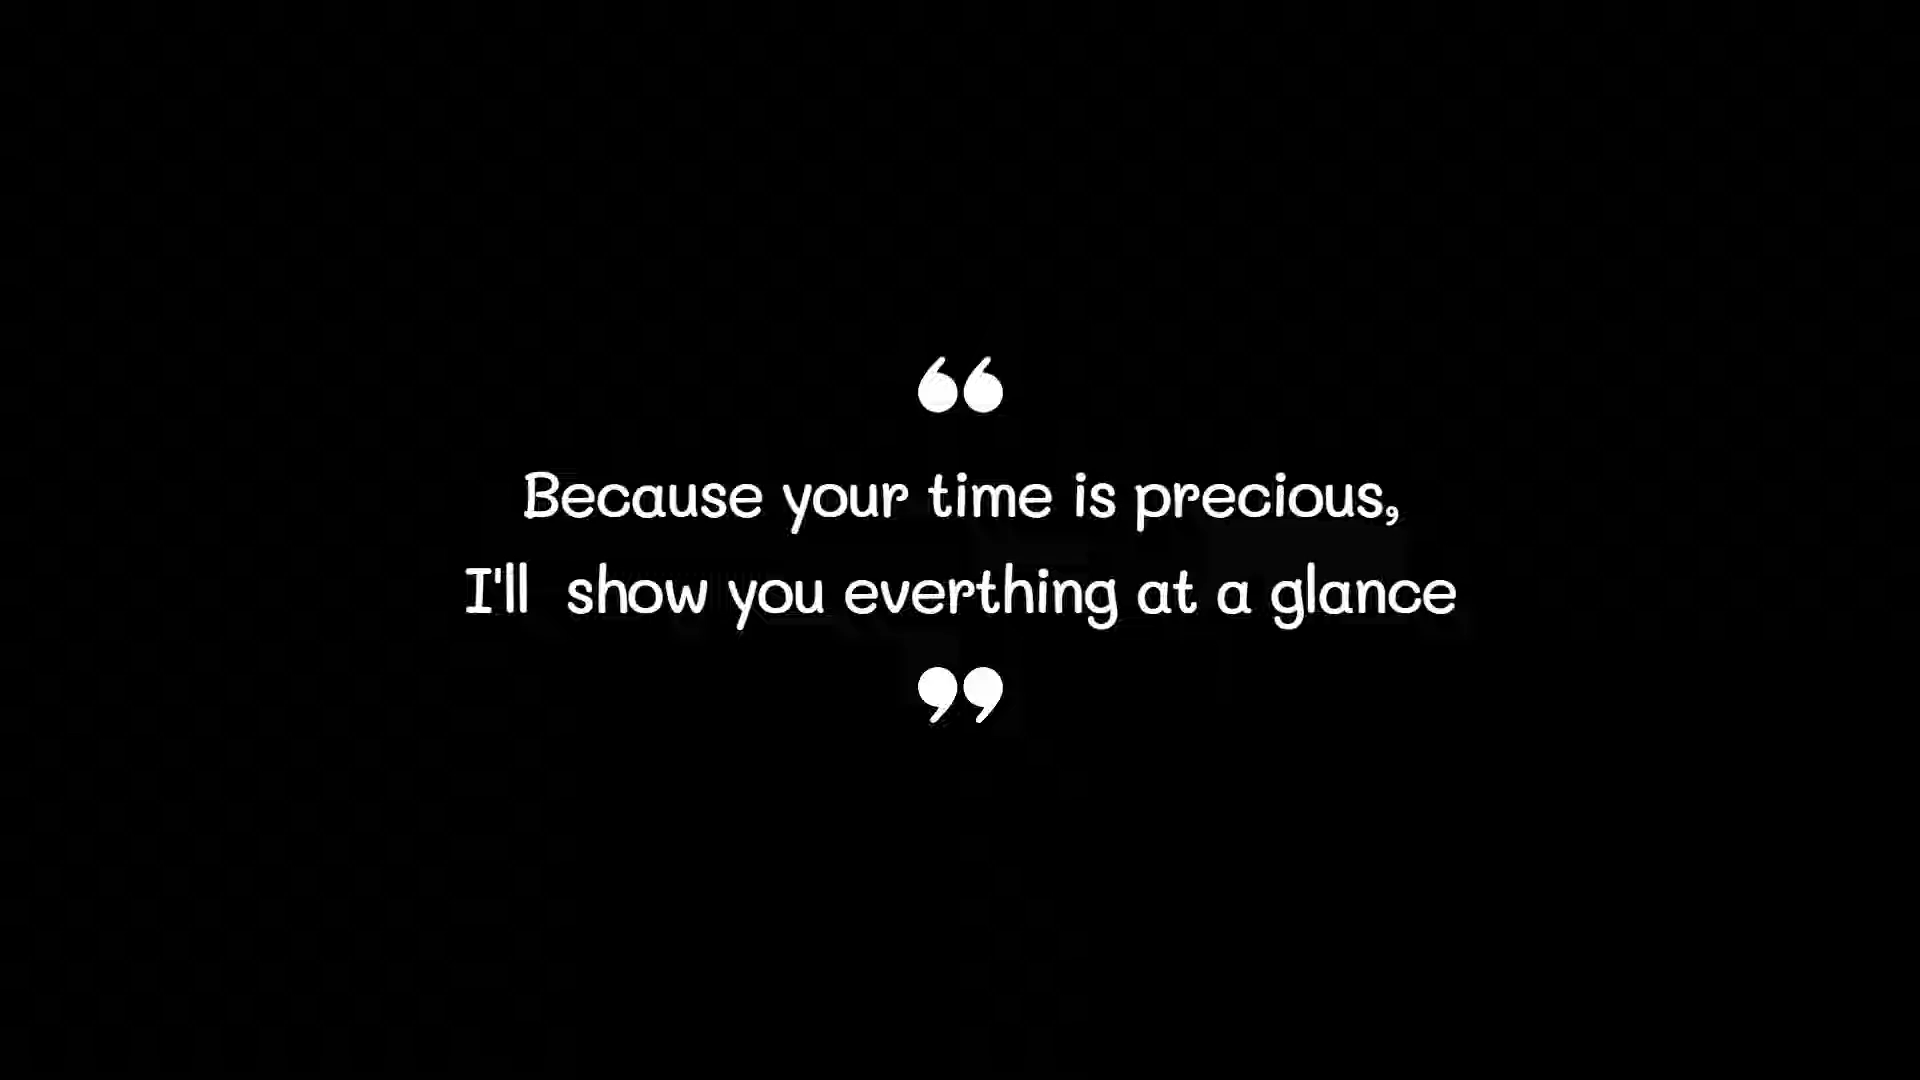 “
Because your time is precious,
I'll  show you everthing at a glance
”